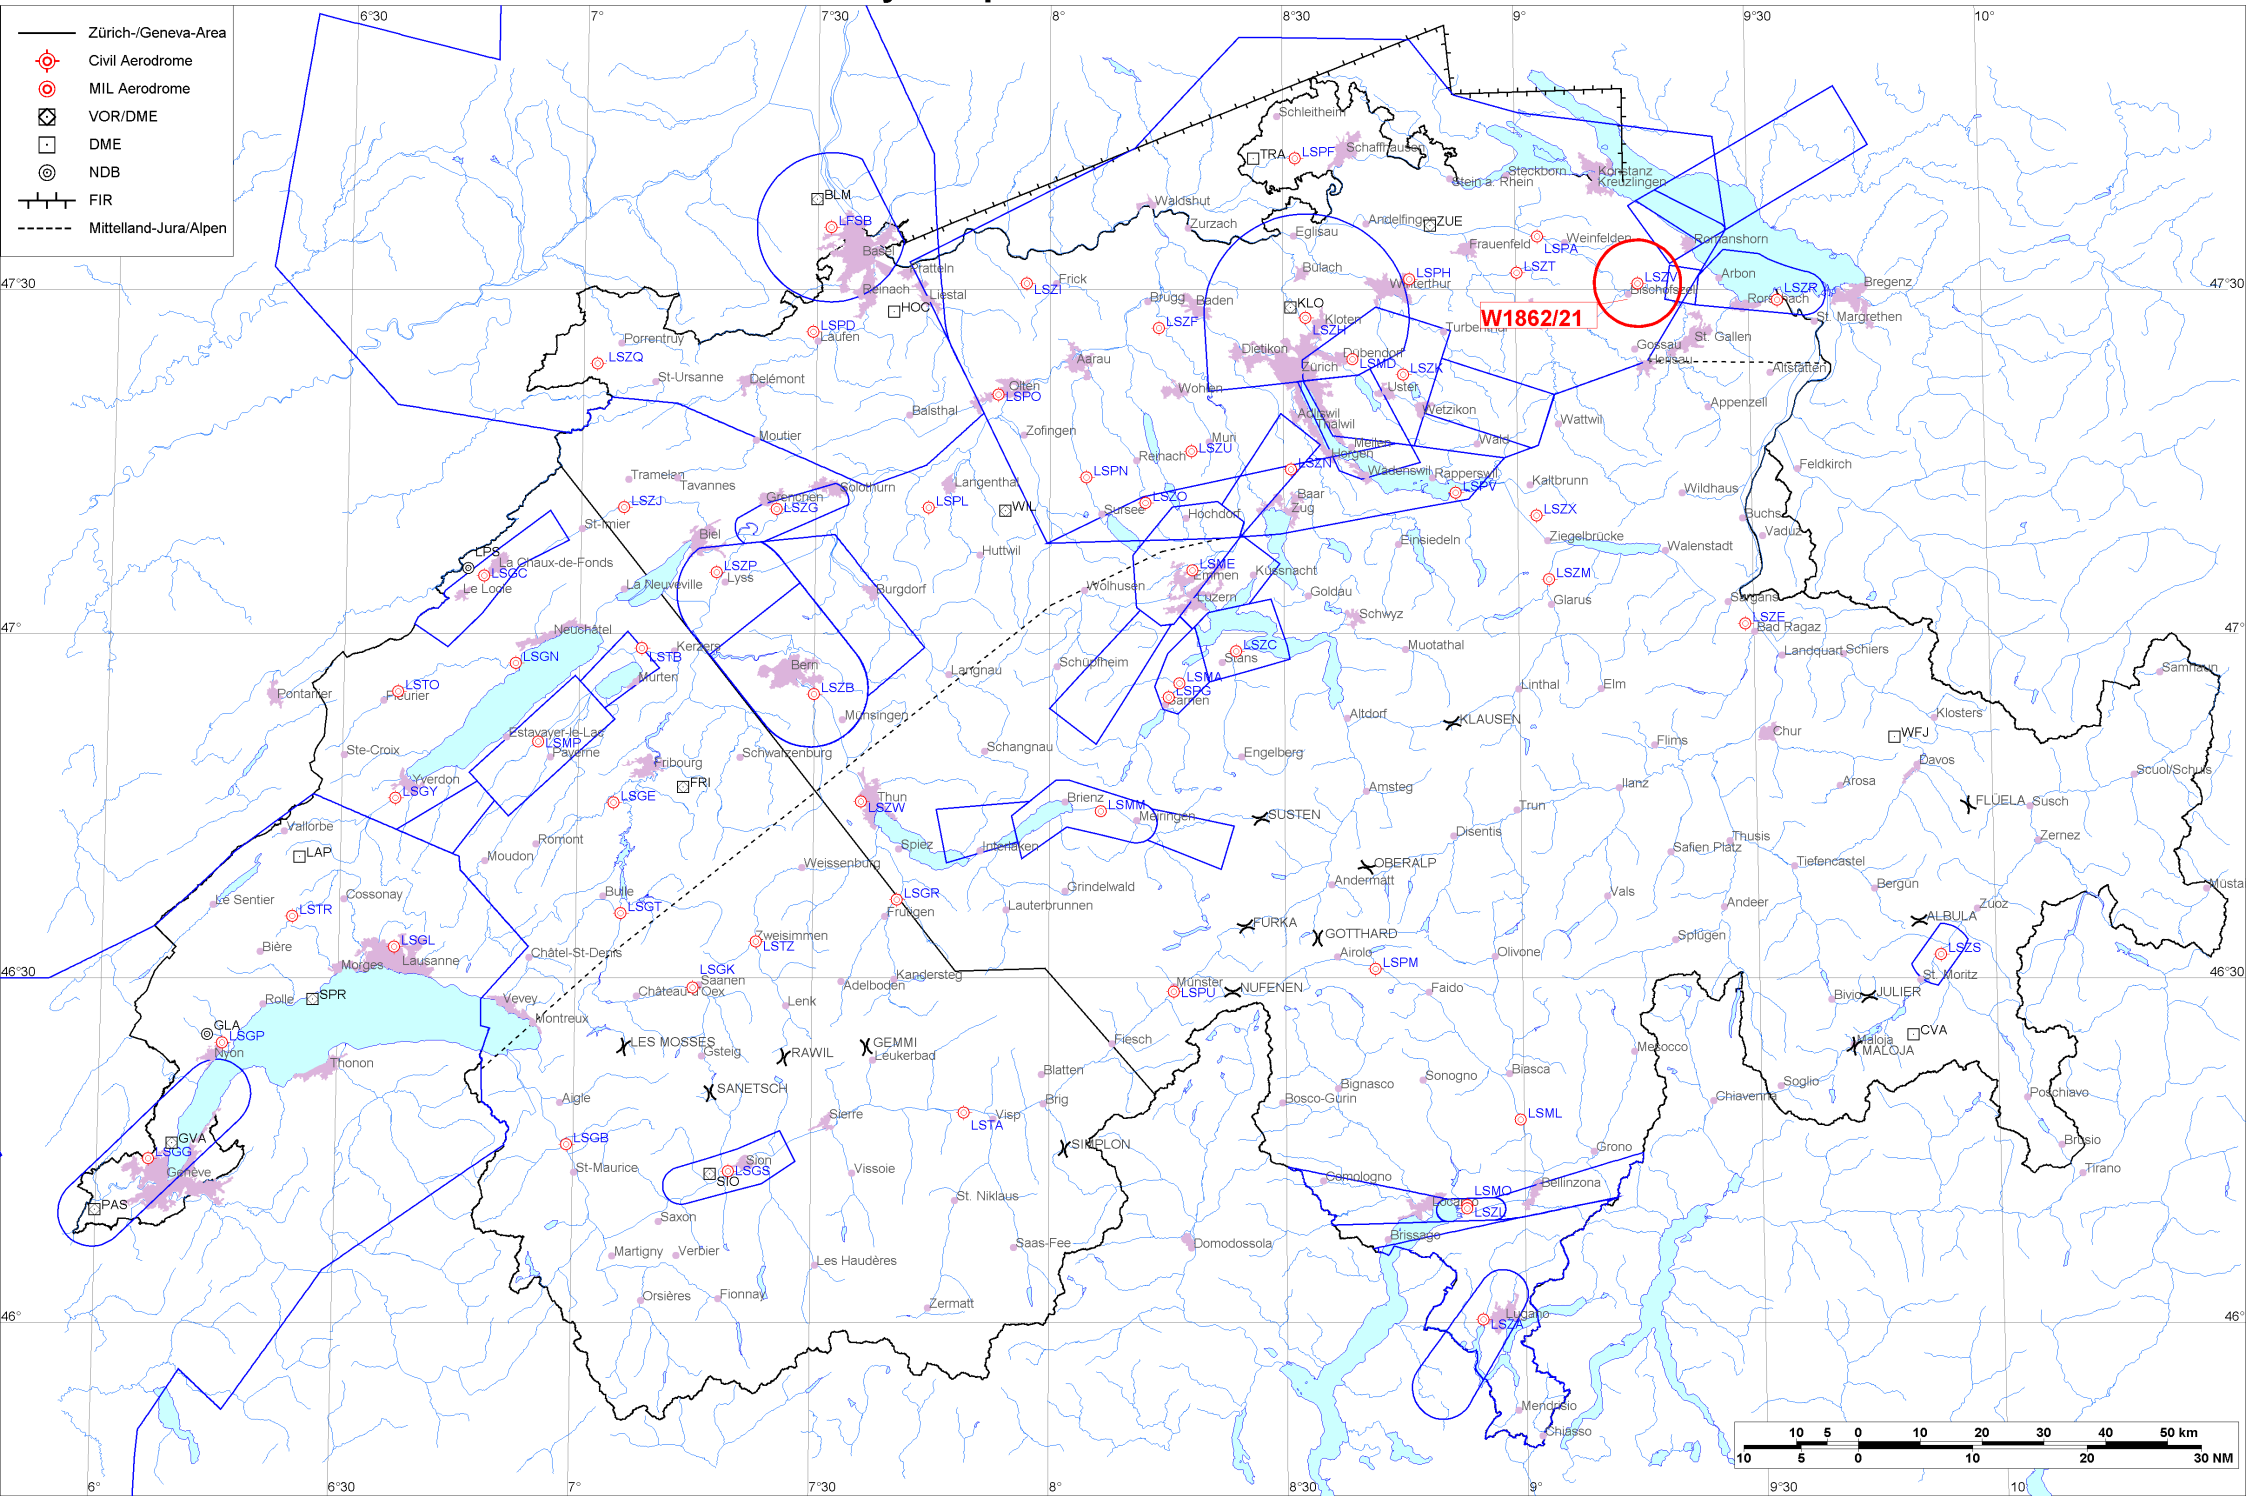 6°30
7°
7°30
8°
8°30
9°
9°30
10°
Zürich-/Geneva-Area
Civil Aerodrome
MIL Aerodrome
VOR/DME
DME
NDB
FIR
Mittelland-Jura/Alpen
Schleitheim
TRA
LSPF
Schaffhausen
Stein a. Rhein
Steckborn
Konstanz
Kreuzlingen
BLM
LFSB
Basel
Waldshut
Zurzach
Eglisau
Andelfingen
ZUE
Frauenfeld
LSPA
Weinfelden
Romanshorn
47°30
Pratteln
Reinach
Liestal
HOC
LSZI
Frick
Bülach
LSPH
Winterthur
LSZT
LSZV
Bischofszell
Arbon
LSZR
Rorschach
Bregenz
47°30
St. Margrethen
W1862/21
LSPD
Laufen
Porrentruy
LSZQ
St-Ursanne
Delémont
Brugg
Baden
LSZF
KLO
Kloten
LSZH
Dietikon
Zürich
Dübendorf
LSMD
LSZK
Turbenthal
Uster
Wetzikon
St. Gallen
Gossau
Herisau
Altstätten
Appenzell
Aarau
Olten
LSPO
Balsthal
Zofingen
Wohlen
Muri
LSZU
Reinach
Adliswil
Thalwil
Meilen
Horgen
Wald
Wattwil
Moutier
Tramelan
Tavannes
LSZJ
St-Imier
Grenchen
LSZG
Solothurn
Langenthal
LSPL
WIL
LSPN
LSZO
Sursee
Hochdorf
LSZN
Baar
Zug
Wädenswil
Rapperswil
LSPV
Kaltbrunn
LSZX
Wildhaus
Feldkirch
Buchs
Vaduz
Biel
LSZP
Lyss
LPS
La Chaux-de-Fonds
LSGC
Le Locle
La Neuveville
Huttwil
Burgdorf
LSME
Emmen
Luzern
Wolhusen
Küssnacht
Goldau
Schwyz
Einsiedeln
Ziegelbrücke
Walenstadt
LSZM
Glarus
Sargans
LSZE
Bad Ragaz
47°
47°
Neuchâtel
LSGN
LSTB
Kerzers
Murten
Bern
LSZB
Münsingen
Langnau
Schüpfheim
LSZC
Stans
LSMA
LSPG
Sarnen
Muotathal
Landquart
Schiers
Samnaun
Pontarlier
LSTO
Fleurier
Ste-Croix
Estavayer-le-Lac
LSMP
Payerne
Fribourg
FRI
Schwarzenburg
Schangnau
Altdorf
Engelberg
KLAUSEN
Linthal
Elm
Flims
Chur
WFJ
Klosters
Davos
Arosa
Scuol/Schuls
Yverdon
LSGY
LSGE
Vallorbe
LAP
Romont
Moudon
Thun
LSZW
Spiez
Interlaken
Brienz
LSMM
Meiringen
SUSTEN
Amsteg
Trun
Ilanz
Disentis
Thusis
Safien Platz
FLÜELA
Susch
Zernez
Tiefencastel
Weissenburg
OBERALP
Andermatt
Le Sentier
Cossonay
LSTR
Bulle
LSGT
LSGR
Frutigen
Grindelwald
Lauterbrunnen
FURKA
GOTTHARD
Vals
Andeer
Splügen
Bergün
ALBULA
Zuoz
LSZS
St. Moritz
Müstair
Bière
LSGL
Lausanne
Morges
Châtel-St-Denis
Zweisimmen
LSTZ
LSGK
Saanen
Château-d'Oex
Lenk
Adelboden
Kandersteg
Münster
LSPU
NUFENEN
Airolo
LSPM
Faido
Olivone
Bivio
JULIER
46°30
46°30
Rolle
SPR
Vevey
Montreux
GLA
LSGP
Nyon
Thonon
LES MOSSES
Gsteig
RAWIL
GEMMI
Leukerbad
SANETSCH
Fiesch
Blatten
Brig
Visp
LSTA
Mesocco
Biasca
Sonogno
Bignasco
Bosco-Gurin
LSML
Soglio
Chiavenna
Maloja
MALOJA
CVA
Poschiavo
Brusio
Tirano
GVA
LSGG
Genève
PAS
Aigle
LSGB
St-Maurice
Sierre
Sion
LSGS
SIO
Vissoie
St. Niklaus
SIMPLON
Grono
Comologno
Bellinzona
LSMO
Locarno
LSZL
Brissago
Saxon
Martigny
Verbier
Les Haudères
Saas-Fee
Domodossola
Orsières
Fionnay
Zermatt
46°
46°
Lugano
LSZA
Mendrisio
Chiasso
10 5 0 10 20 30 40 50 km
10 5 0 10 20 30 NM
6°
6°30
7°
7°30
8°
8°30
9°
9°30
10°